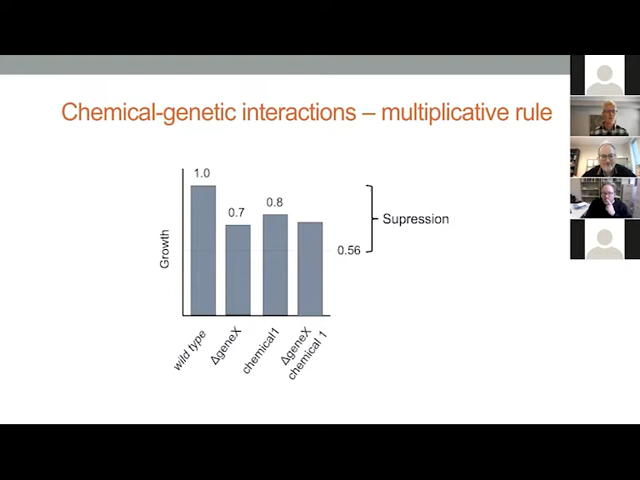 Chemical-genetic interactions – multiplicative rule
1.0
0.7
0.8
0.56
Supression
Growth
wild type
ΔgeneX
chemical1
ΔgeneX
chemical 1